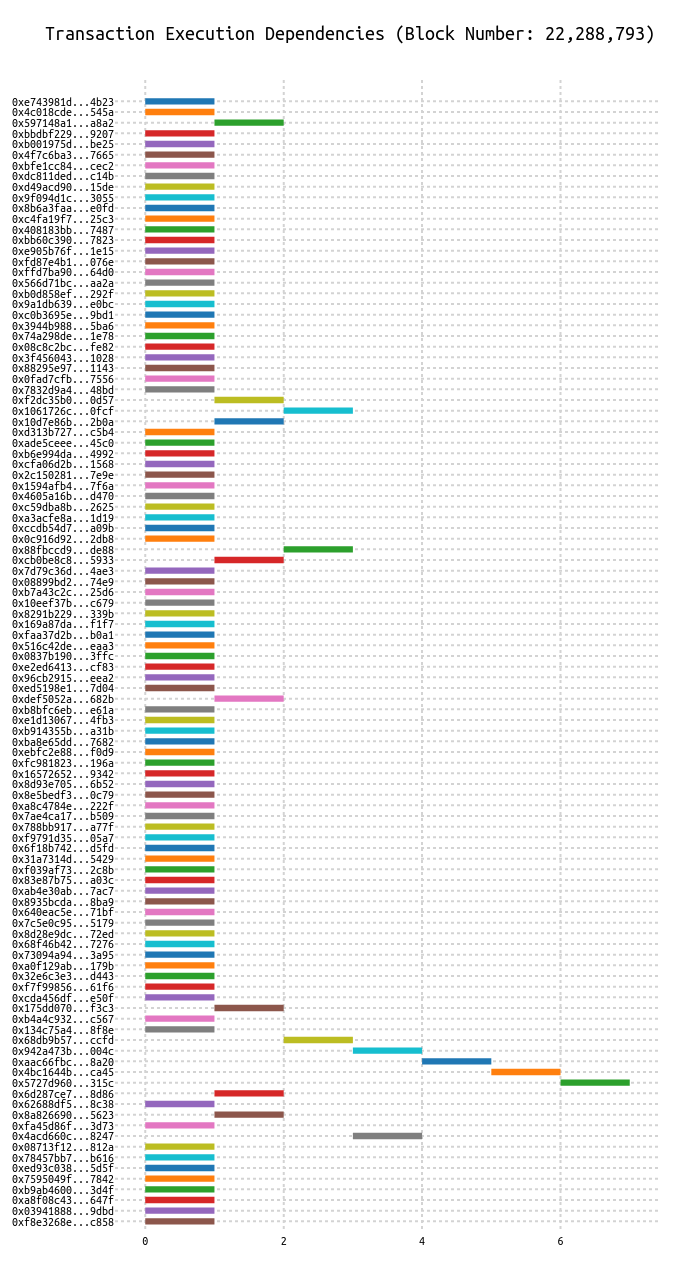 Transaction Execution Dependencies (Block Number: 22,288,793)
0xe743981d...4b23
0x4c018cde...545a
0x597148a1...a8a2
0xbbdbf229...9207
0xb001975d...be25
0x4f7c6ba3...7665
0xbfe1cc84...cec2
0xdc811ded...c14b
0xd49acd90...15de
0x9f094d1c...3055
0x8b6a3faa...e0fd
0xc4fa19f7...25c3
0x408183bb...7487
0xbb60c390...7823
0xe905b76f...1e15
0xfd87e4b1...076e
0xffd7ba90...64d0
0x566d71bc...aa2a
0xb0d858ef...292f
0x9a1db639...e0bc
0xc0b3695e...9bd1
0x3944b988...5ba6
0x74a298de...1e78
0x08c8c2bc...fe82
0x3f456043...1028
0x88295e97...1143
0x0fad7cfb...7556
0x7832d9a4...48bd
0xf2dc35b0...0d57
0x1061726c...0fcf
0x10d7e86b...2b0a
0xd313b727...c5b4
0xade5ceee...45c0
0xb6e994da...4992
0xcfa06d2b...1568
0x2c150281...7e9e
0x1594afb4...7f6a
0x4605a16b...d470
0xc59dba8b...2625
0xa3acfe8a...1d19
0xccdb54d7...a09b
0x0c916d92...2db8
0x88fbccd9...de88
0xcb0be8c8...5933
0x7d79c36d...4ae3
0x08899bd2...74e9
0xb7a43c2c...25d6
0x10eef37b...c679
0x8291b229...339b
0x169a87da...f1f7
0xfaa37d2b...b0a1
0x516c42de...eaa3
0x0837b190...3ffc
0xe2ed6413...cf83
0x96cb2915...eea2
0xed5198e1...7d04
0xdef5052a...682b
0xb8bfc6eb...e61a
0xe1d13067...4fb3
0xb914355b...a31b
0xba8e65dd...7682
0xebfc2e88...f0d9
0xfc981823...196a
0x16572652...9342
0x8d93e705...6b52
0x8e5bedf3...0c79
0xa8c4784e...222f
0x7ae4ca17...b509
0x788bb917...a77f
0xf9791d35...05a7
0x6f18b742...d5fd
0x31a7314d...5429
0xf039af73...2c8b
0x83e87b75...a03c
0xab4e30ab...7ac7
0x8935bcda...8ba9
0x640eac5e...71bf
0x7c5e0c95...5179
0x8d28e9dc...72ed
0x68f46b42...7276
0x73094a94...3a95
0xa0f129ab...179b
0x32e6c3e3...d443
0xf7f99856...61f6
0xcda456df...e50f
0x175dd070...f3c3
0xb4a4c932...c567
0x134c75a4...8f8e
0x68db9b57...ccfd
0x942a473b...004c
0xaac66fbc...8a20
0x4bc1644b...ca45
0x5727d960...315c
0x6d287ce7...8d86
0x62688df5...8c38
0x8a826690...5623
0xfa45d86f...3d73
0x4acd660c...8247
0x08713f12...812a
0x78457bb7...b616
0xed93c038...5d5f
0x7595049f...7842
0xb9ab4600...3d4f
0xa8f08c43...647f
0x03941888...9dbd
0xf8e3268e...c858
0 2 4 6